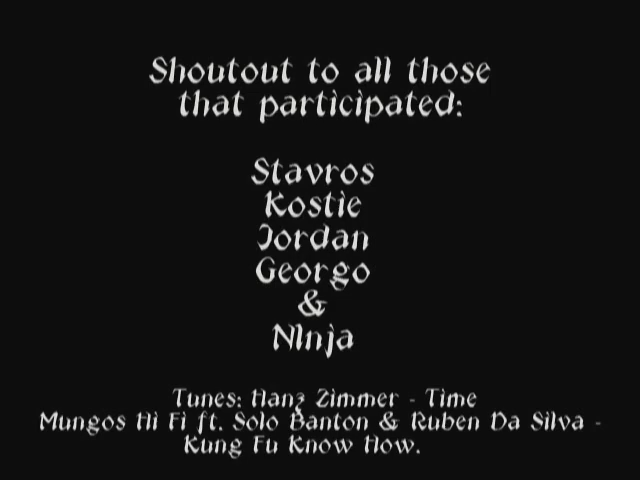 Shoutout to all those
that participated:
Stavros
Kostie
Jordan
Georgo
&
NInja
Tunes: Hanz Zimmer - Time
Mungos Hi Fi ft. Solo Banton & Ruben Da Silva -
Kung Fu Know How.